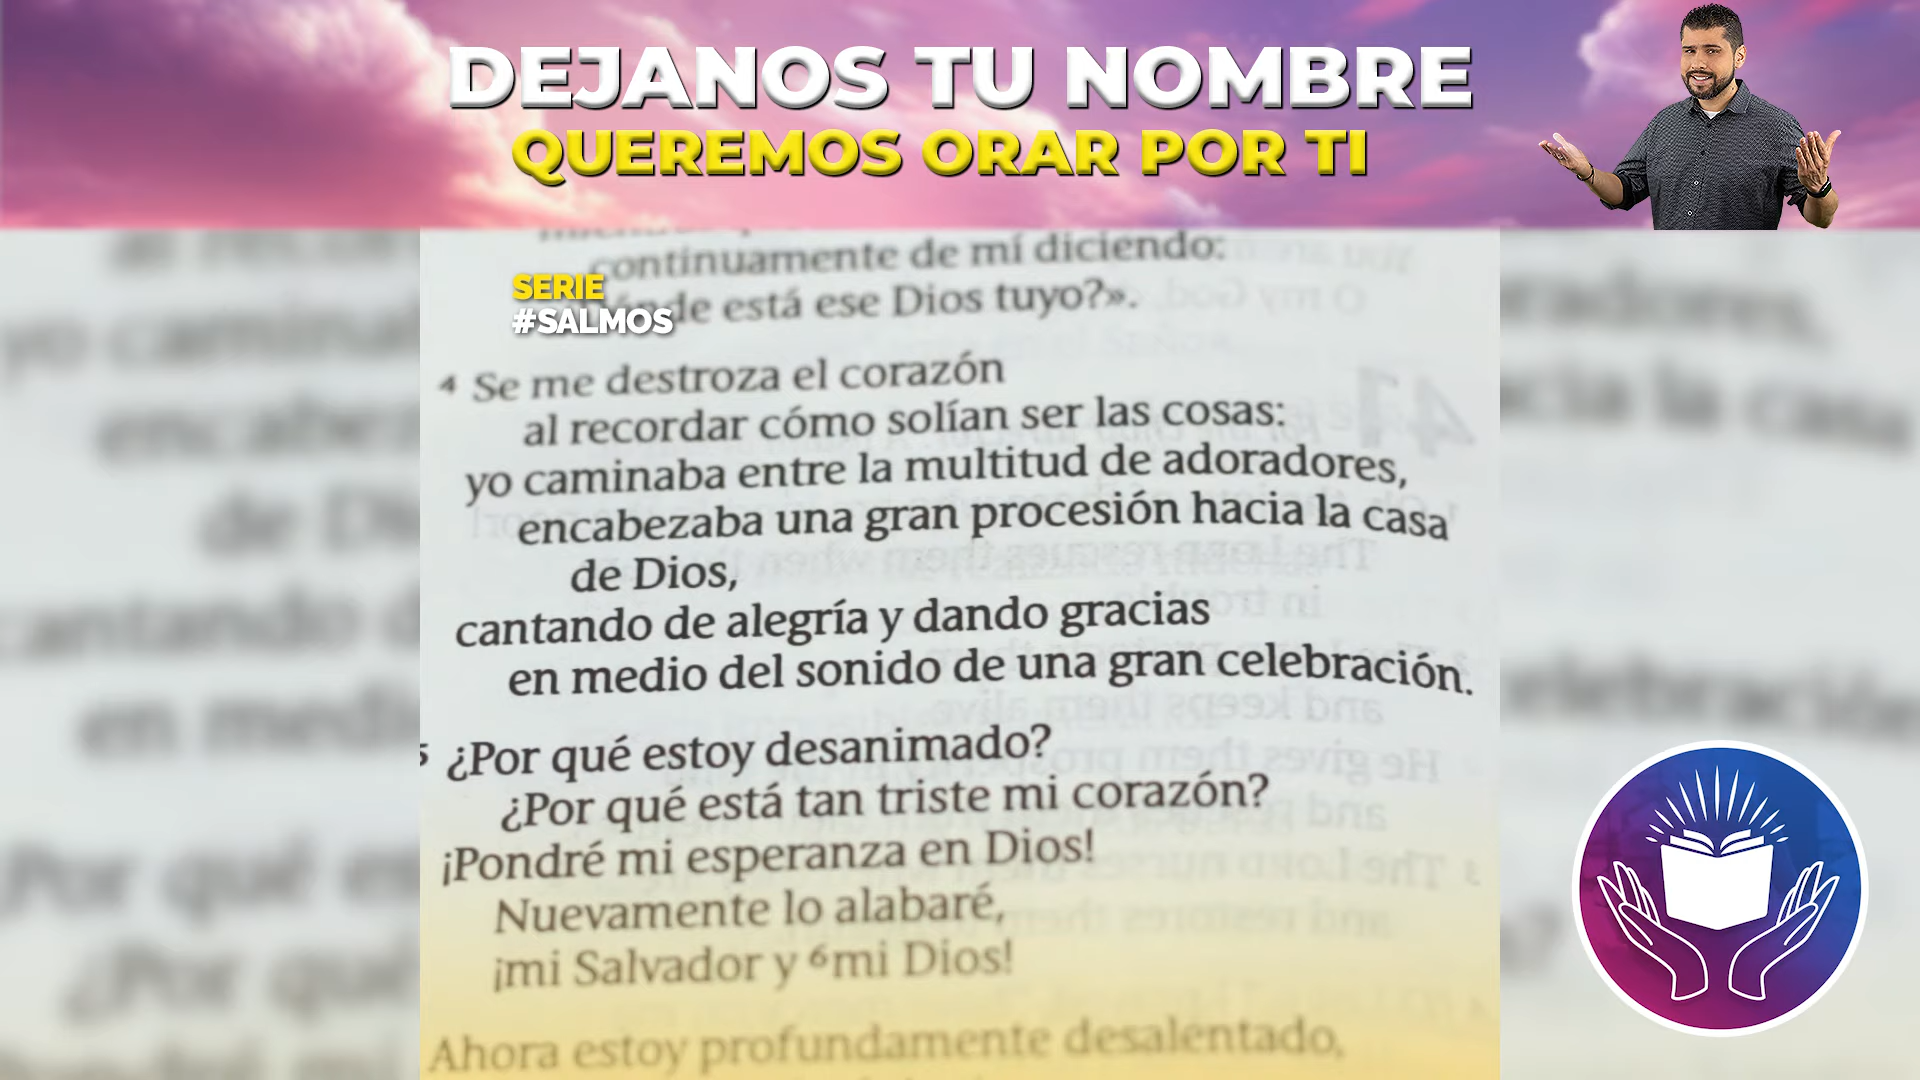 DEJANOS TU NOMBRE
QUEREMOS ORAR POR TI
continuamente de mí diciendo:
SERIE
está ese Dios tuyo?».
#SALMOS
4 Se me destroza el corazón
al recordar cómo solían ser las cosas:
yo caminaba entre la multitud de adoradores,
encabezaba una gran procesión hacia la casa
de Dios,
cantando de alegría y dando gracias
en medio del sonido de una gran celebración.
5 ¿Por qué estoy desanimado?
¿Por qué está tan triste mi corazón?
¡Pondré mi esperanza en Dios!
Nuevamente lo alabaré,
¡mi Salvador y 6 mi Dios!
Ahora estoy profundamente desalentado,